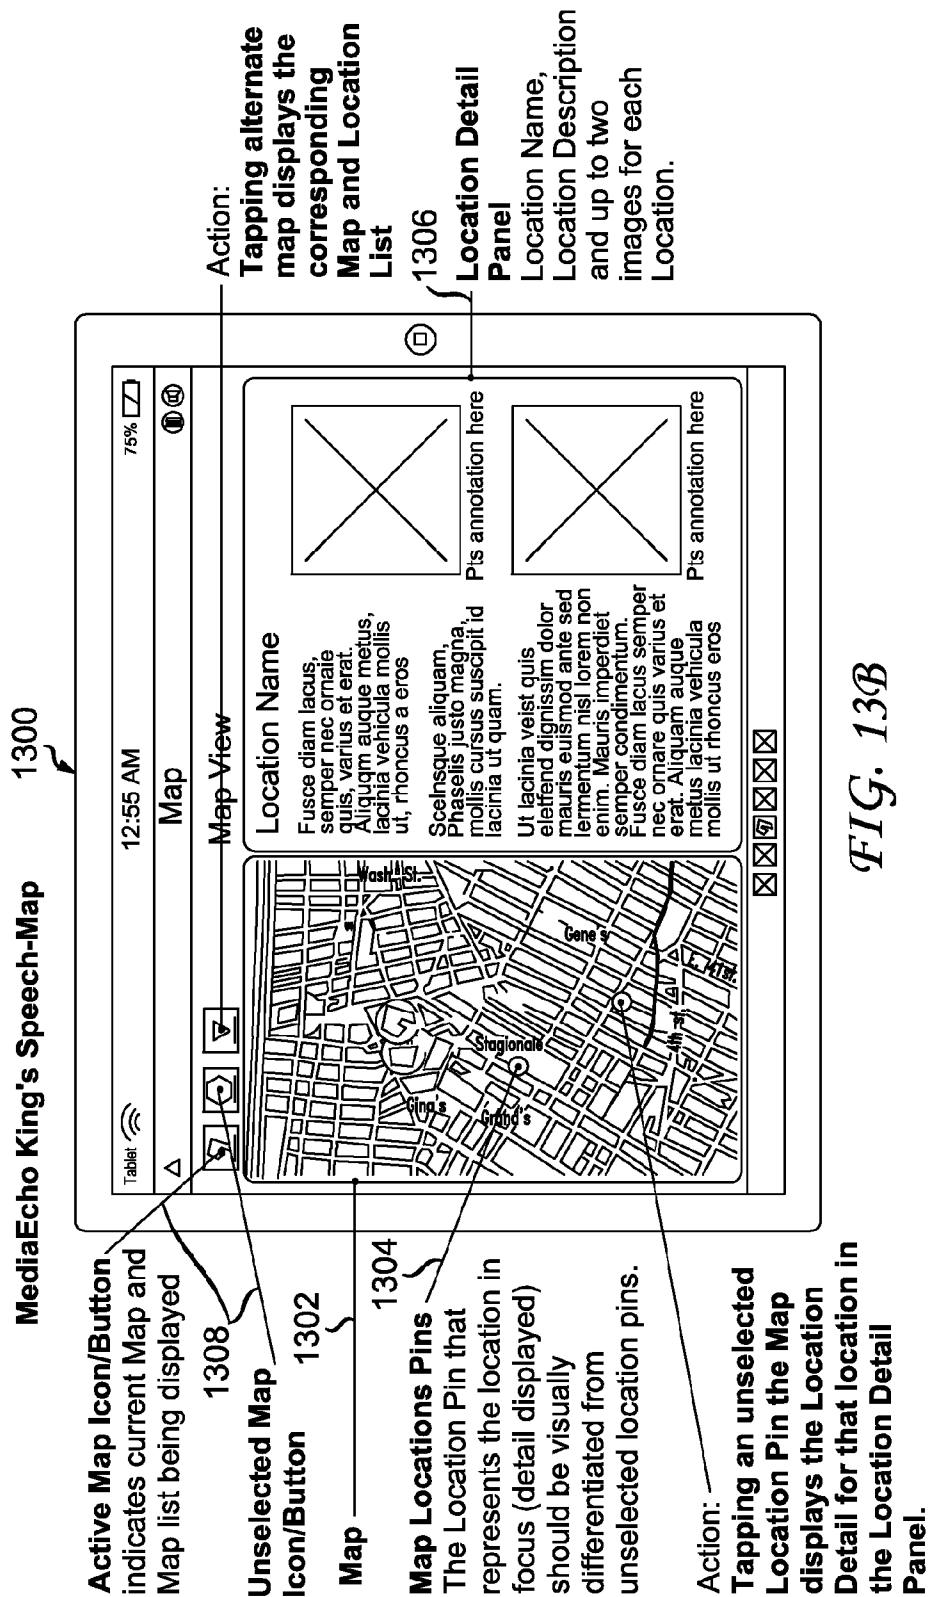 MediaEcho King's Speech-Map
1300
Active Map Icon/Button
indicates current Map and
Map list being displayed
1308
Unselected Map
Icon/Button
1302
Map
1304
Map Locations Pins
The Location Pin that
represents the location in
focus (detail displayed)
should be visually
differentiated from
unselected location pins.
Action:
Tapping an unselected
Location Pin the Map
displays the Location
Detail for that location in
the Location Detail
Panel.
Tablet
12:55 AM
75%
Map
Map View
Wash St.
Gene's
E. 141st.
4th st.
Stagionale
Gina's
Grand's
Location Name
Fusce diam lacus,
semper nec ornaie
quis, varius et erat.
Aliuqm auque metus,
lacinia vehicula mollis
ut, rhoncus a eros
Scelnsque aliquam,
Phaselis justo magna,
mollis cursus suscipit id
lacinia ut quam.
Ut lacinia veist quis
eletfend dignissim dolor
mauris euismod ante sed
lermentum nisl lorem non
enim. Mauris imperdiet
semper condimentum.
Fusce diam lacus semper
nec ornare quis varius et
erat. Aliquam auque
metus lacinia vehicula
mollis ut rhoncus eros
Pts annotation here
Pts annotation here
Action:
Tapping alternate
map displays the
corresponding
Map and Location
List
1306
Location Detail
Panel
Location Name,
Location Description
and up to two
images for each
Location.
FIG. 13B